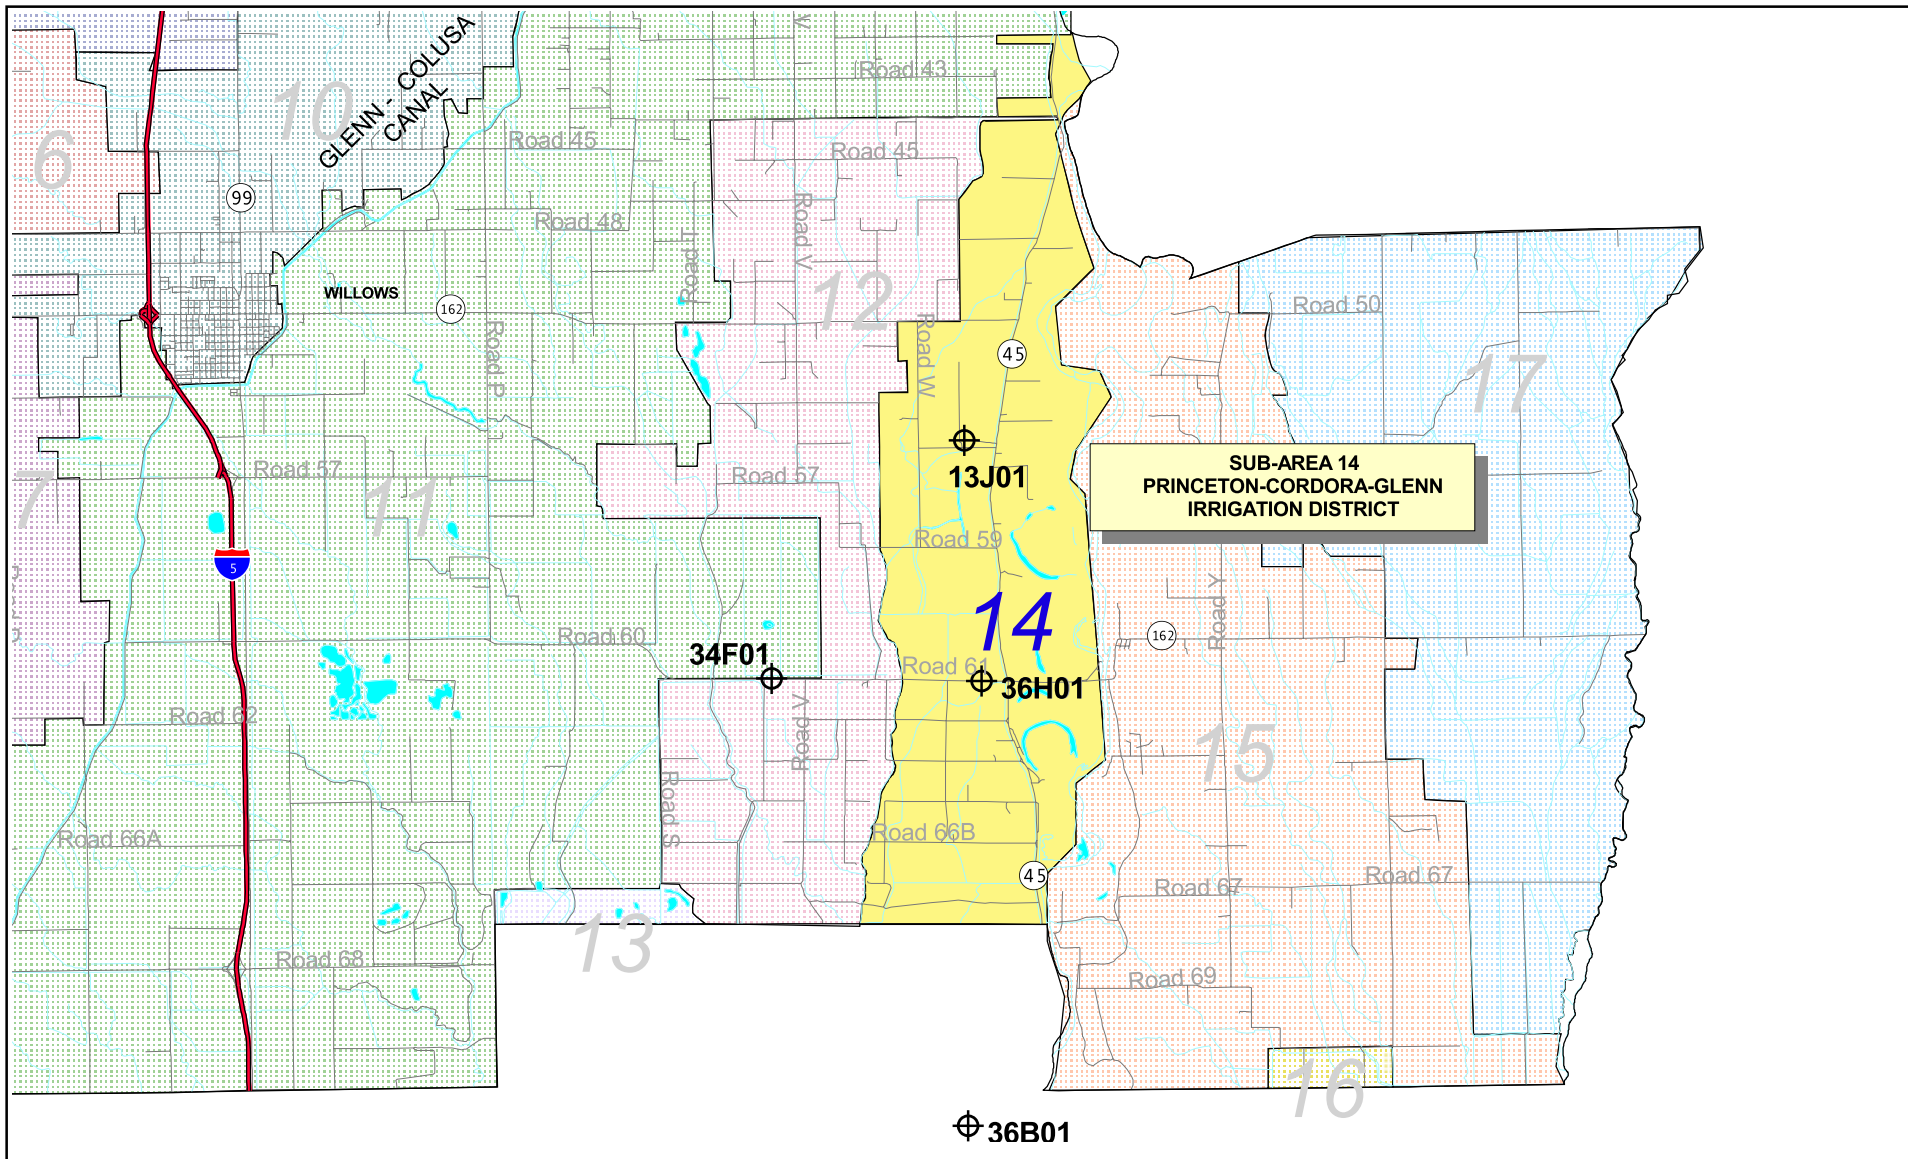 GLENN - COLUSA
CANAL
10
6
Road 43
Road 45
Road 45
99
Road 48
Road V
Road T
12
WILLOWS
162
Road P
Road W
Road 50
45
17
13J01
SUB-AREA 14
PRINCETON-CORDORA-GLENN
IRRIGATION DISTRICT
Road 57
Road 57
7
11
Road 59
5
14
Road Y
162
Road 60
34F01
Road 61
36H01
Road 62
Road V
15
Road S
Road 66A
Road 66B
45
Road 67
Road 67
13
Road 68
Road 69
16
36B01